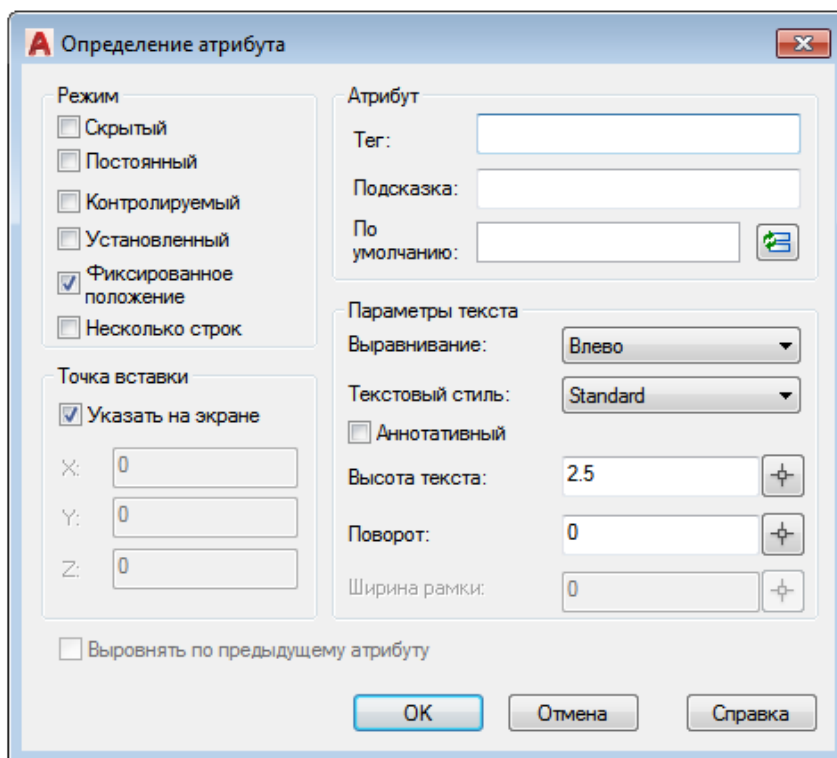 Определение атрибута
Режим
Скрытый
Постоянный
Контролируемый
Установленный
Фиксированное
положение
Несколько строк
Точка вставки
Указать на экране
X: 0
Y: 0
Z: 0
Атрибут
Тег:
Подсказка:
По
умолчанию:
Параметры текста
Выравнивание: Влево
Текстовый стиль: Standard
Аннотативный
Высота текста: 2.5
Поворот: 0
Ширина рамки: 0
Выровнять по предыдущему атрибуту
OK Отмена Справка